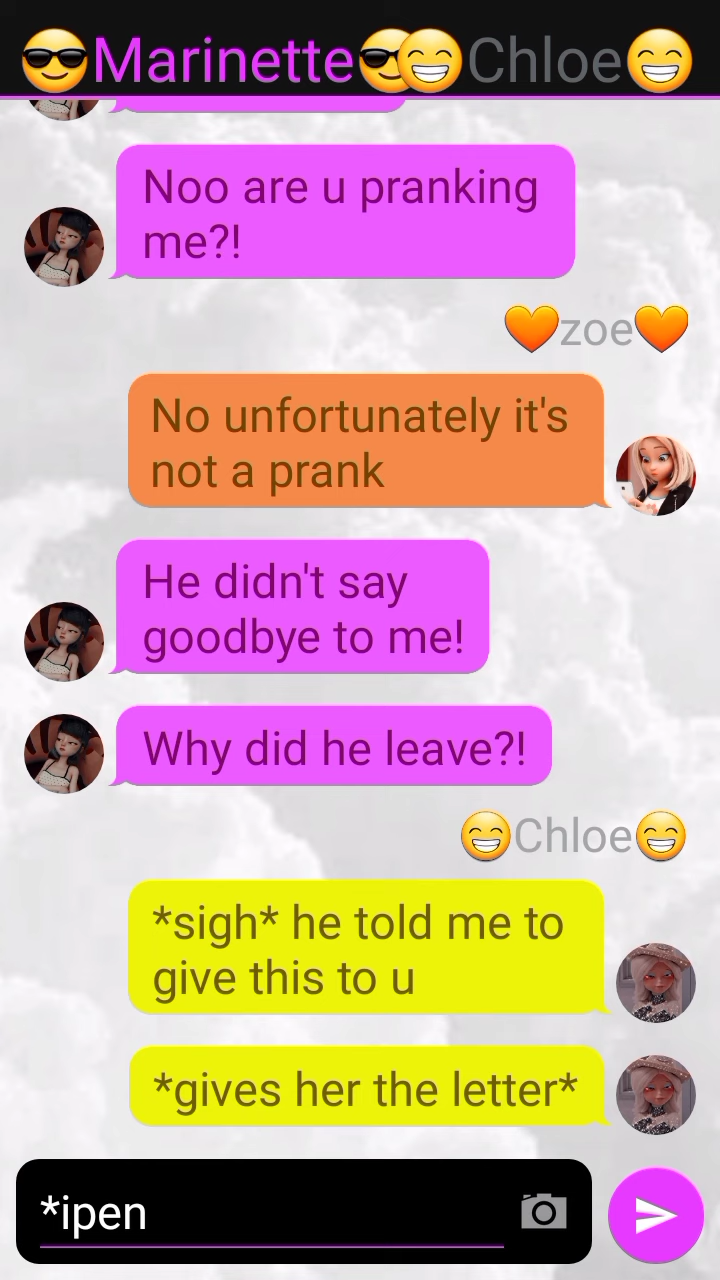 😎Marinette😎😁Chloe😁
Noo are u pranking
me?!
🧡zoe🧡
No unfortunately it's
not a prank
He didn't say
goodbye to me!
Why did he leave?!
😁Chloe😁
*sigh* he told me to
give this to u
*gives her the letter*
*ipen